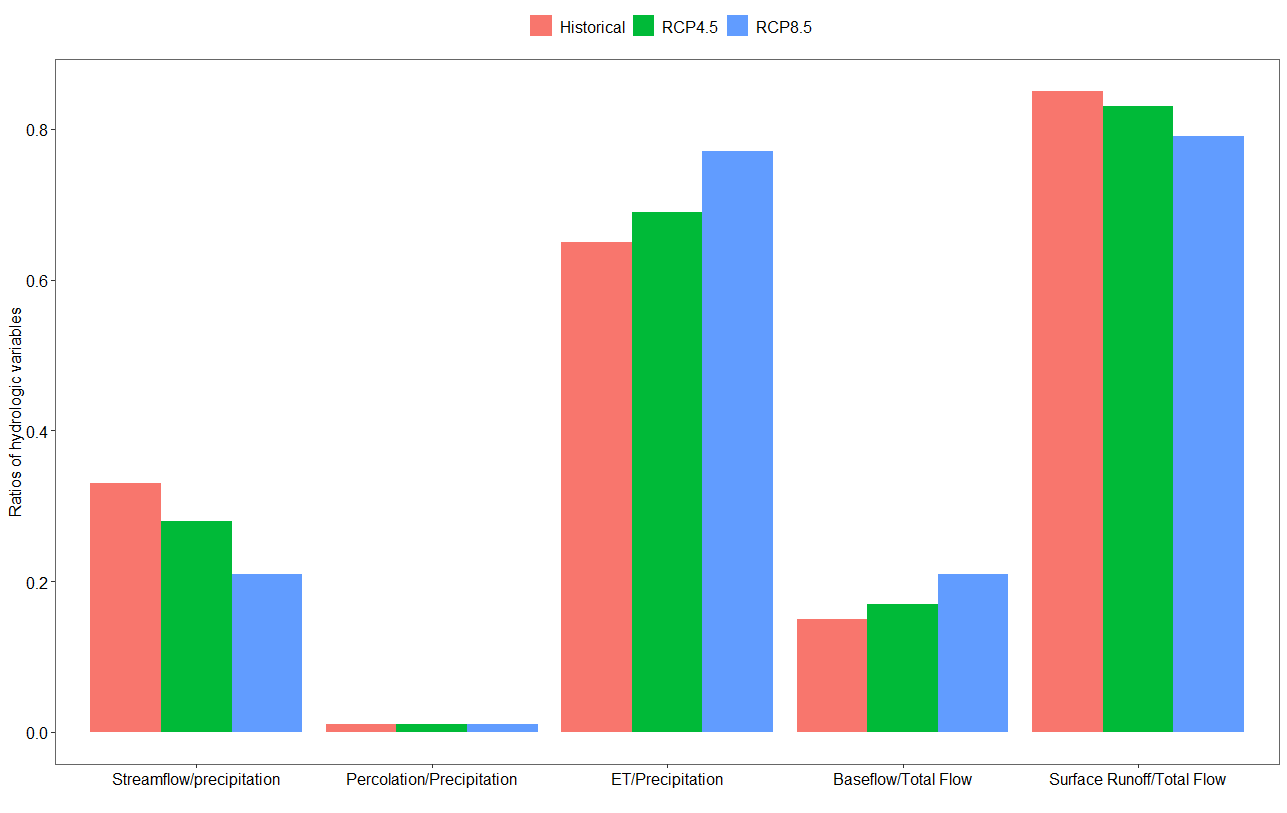 Historical RCP4.5 RCP8.5
Ratios of hydrologic variables
0.8
0.6
0.4
0.2
0.0
Streamflow/precipitation Percolation/Precipitation ET/Precipitation Baseflow/Total Flow Surface Runoff/Total Flow